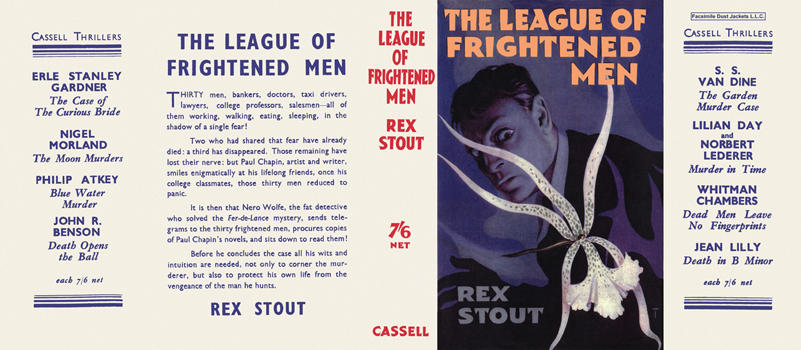 CASSELL THRILLERS
ERLE STANLEY
GARDNER
The Case of
The Curious Bride
NIGEL
MORLAND
The Moon Murders
PHILIP ATKEY
Blue Water
Murder
JOHN R.
BENSON
Death Opens
the Ball
each 7/6 net
THE LEAGUE OF
FRIGHTENED MEN
THIRTY men, bankers, doctors, taxi drivers,
lawyers, college professors, salesmen—all of
them working, walking, eating, sleeping, in the
shadow of a single fear!
Two who had shared that fear have already
died: a third has disappeared. Those remaining have
lost their nerve: but Paul Chapin, artist and writer,
smiles enigmatically at his lifelong friends, once his
college classmates, those thirty men reduced to
panic.
It is then that Nero Wolfe, the fat detective
who solved the Fer-de-Lance mystery, sends tele-
grams to the thirty frightened men, procures copies
of Paul Chapin's novels, and sits down to read them!
Before he concludes the case all his wits and
intuition are needed, not only to corner the mur-
derer, but also to protect his own life from the
vengeance of the man he hunts.
REX STOUT
THE
LEAGUE
OF
FRIGHTENED
MEN
REX
STOUT
7/6
NET
CASSELL
THE LEAGUE OF
FRIGHTENED
MEN
REX
STOUT
Facsimile Dust Jackets L.L.C.
CASSELL THRILLERS
S. S.
VAN DINE
The Garden
Murder Case
LILIAN DAY
and
NORBERT
LEDERER
Murder in Time
WHITMAN
CHAMBERS
Dead Men Leave
No Fingerprints
JEAN LILLY
Death in B Minor
each 7/6 net